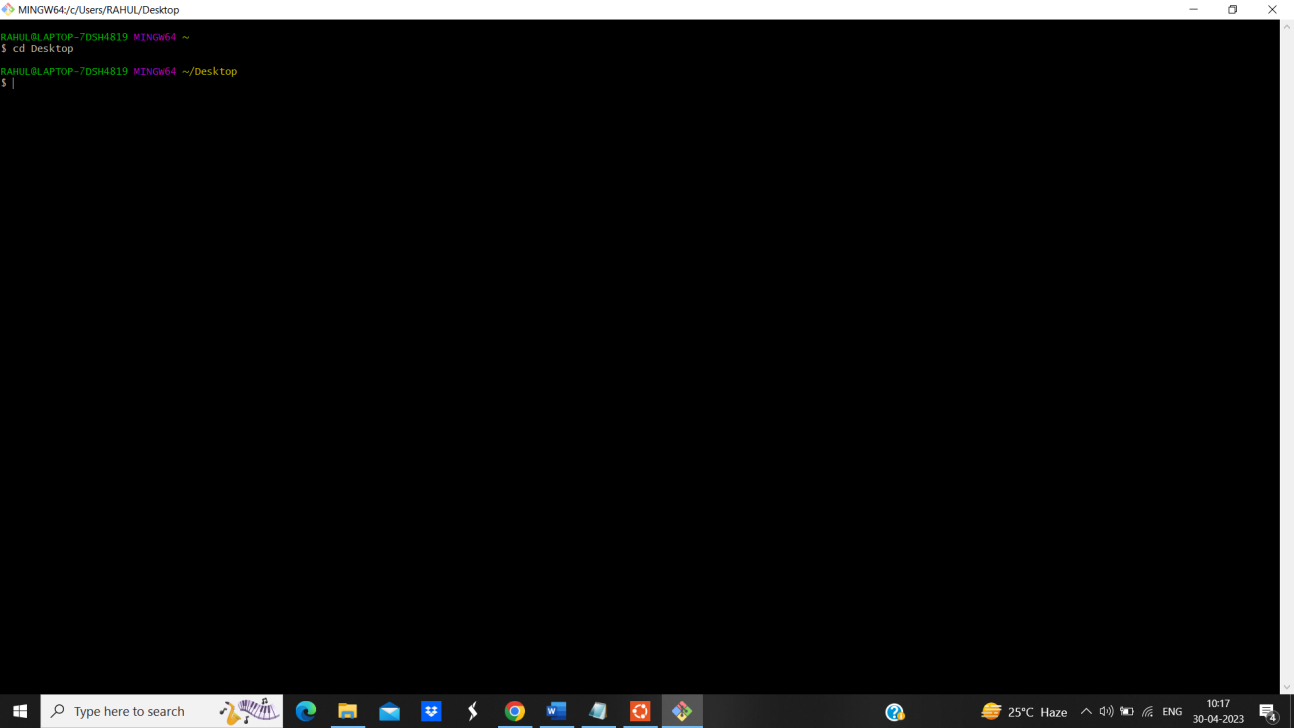 MINGW64:/c/Users/RAHUL/Desktop
RAHUL@LAPTOP-7DSH4819 MINGW64 ~
$ cd Desktop
RAHUL@LAPTOP-7DSH4819 MINGW64 ~/Desktop
$
Type here to search
25°C Haze
ENG
10:17
30-04-2023
4